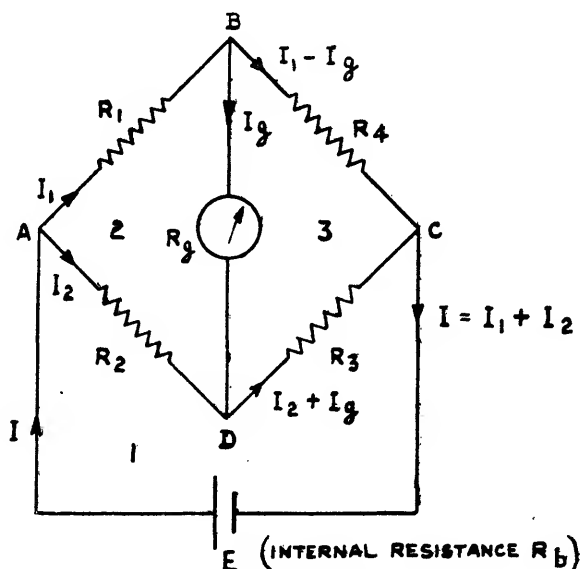 B
I₁ - Ig
R₁
Ig
R₄
I₁
A
2
Rg
3
C
I₂
I = I₁ + I₂
R₂
R₃
I₂ + Ig
I
D
1
E (INTERNAL RESISTANCE Rb)